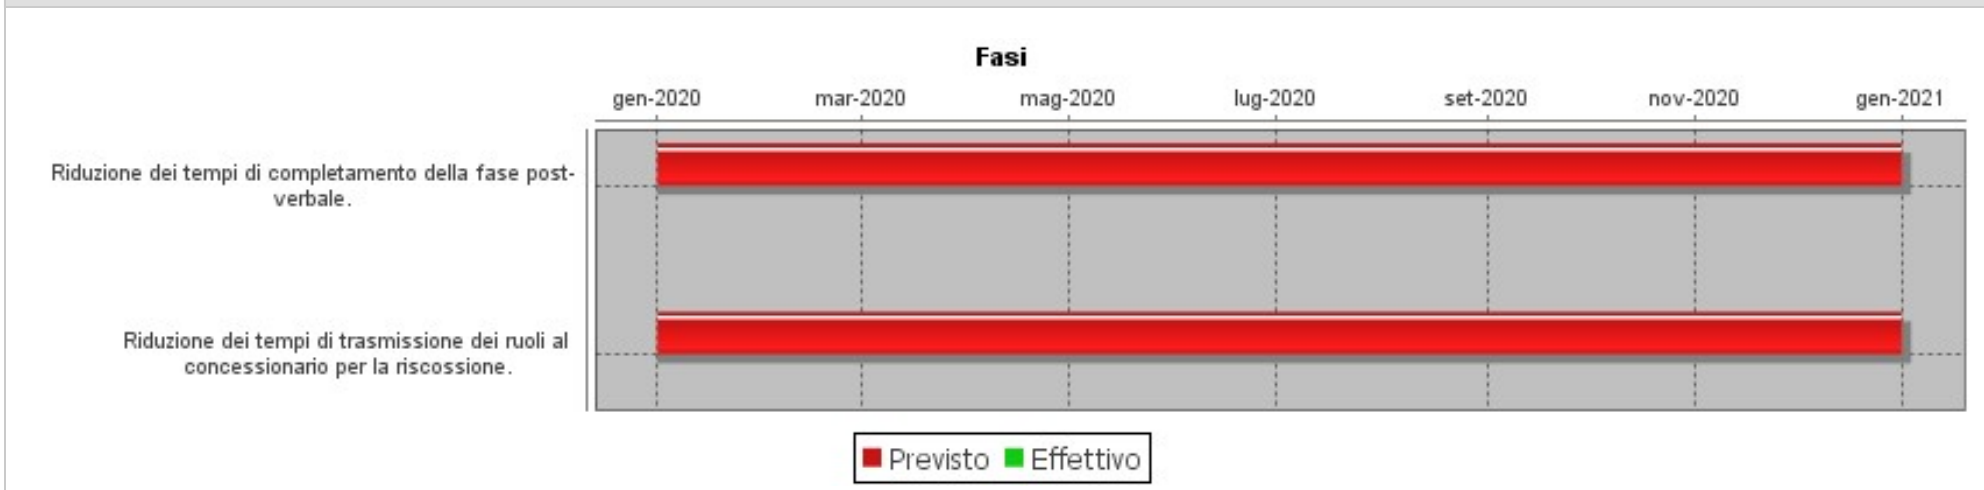 Fasi
gen-2020 mar-2020 mag-2020 lug-2020 set-2020 nov-2020 gen-2021
Riduzione dei tempi di completamento della fase post-
verbale.
Riduzione dei tempi di trasmissione dei ruoli al
concessionario per la riscossione.
Previsto Effettivo